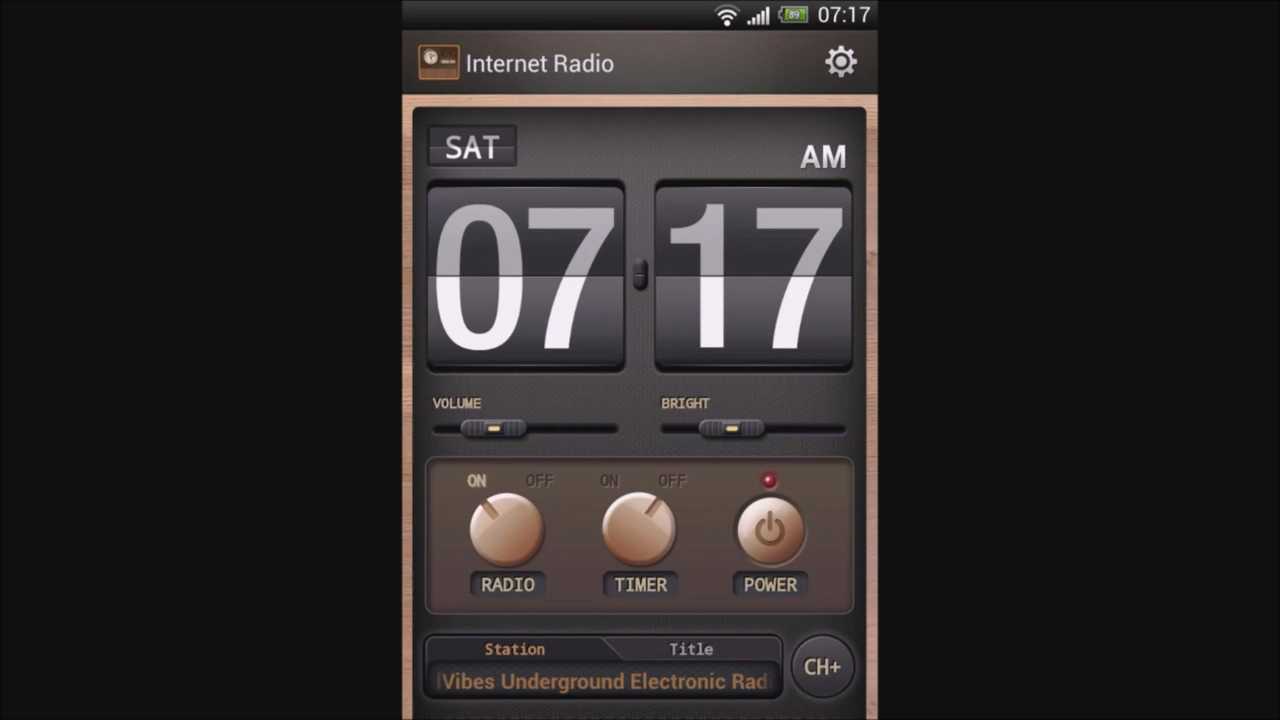 89 07:17
Internet Radio
SAT
AM
07 17
VOLUME BRIGHT
ON OFF ON OFF
RADIO TIMER POWER
Station Title
Vibes Underground Electronic Rad
CH+